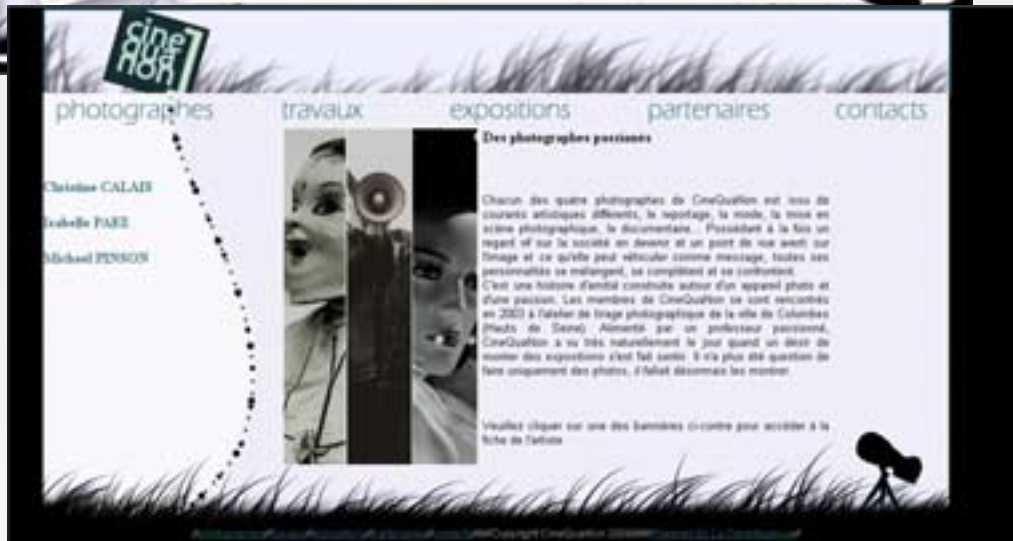 cine
qua
non
photographes travaux expositions partenaires contacts
Des photographes passionnés
Christine CALAIS
Isabelle PAEZ
Michael PINSON
Chacun des quatre photographes de CineQuaNon est issu de
courants artistiques différents, le reportage, la mode, la mise en
scène photographique, le documentaire... Possédant à la fois un
regard vif sur la société en devenir et un point de vue averti sur
l'image et ce qu'elle peut véhiculer comme message, toutes ses
personnalités se mélangent, se complètent et se confrontent.
C'est une histoire d'amitié construite autour d'un appareil photo et
d'une passion. Les membres de CineQuaNon se sont rencontrés
en 2003 à l'atelier de tirage photographique de la ville de Colombes
(Hauts de Seine). Alimenté par un professeur passionné,
CineQuaNon a vu très naturellement le jour quand un désir de
monter des expositions s'est fait sentir. Il n'a plus été question de
faire uniquement des photos, il fallait désormais les montrer.
Veuillez cliquer sur une des bannières ci-contre pour accéder à la
fiche de l'artiste
Copyright CineQuaNon